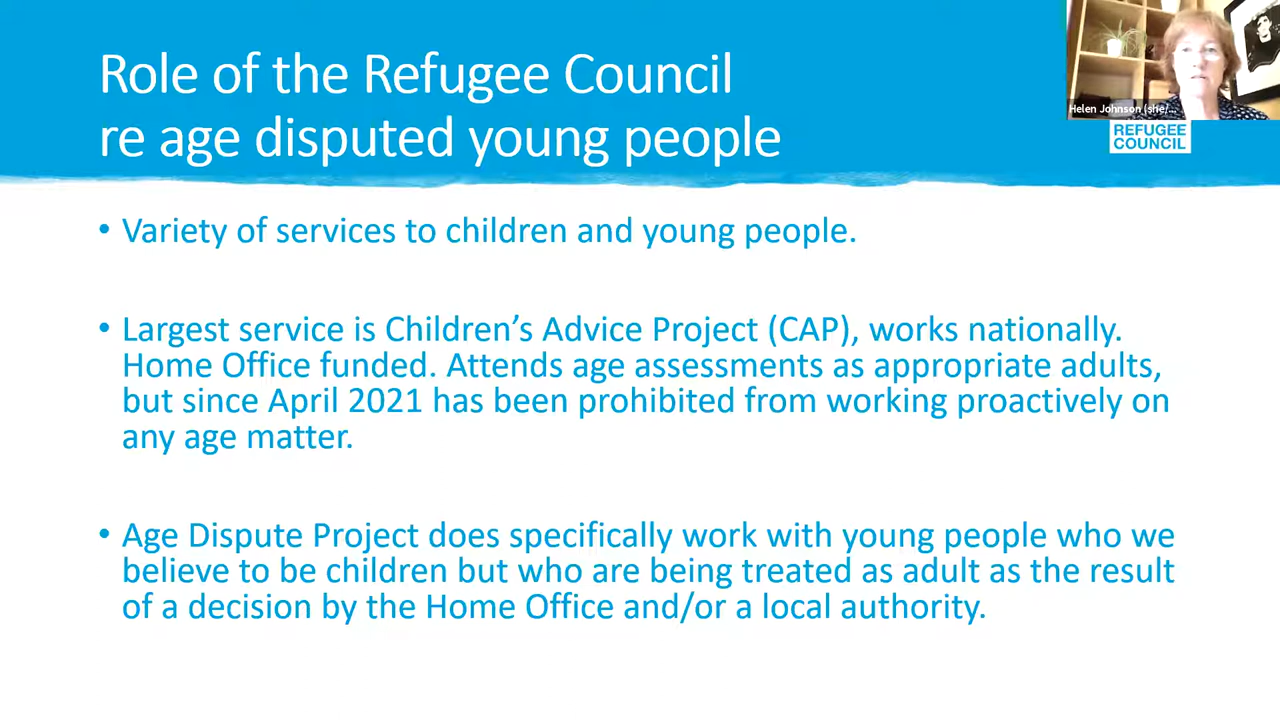 Role of the Refugee Council
re age disputed young people
Helen Johnson (she/...
REFUGEE
COUNCIL
• Variety of services to children and young people.
• Largest service is Children’s Advice Project (CAP), works nationally.
Home Office funded. Attends age assessments as appropriate adults,
but since April 2021 has been prohibited from working proactively on
any age matter.
• Age Dispute Project does specifically work with young people who we
believe to be children but who are being treated as adult as the result
of a decision by the Home Office and/or a local authority.